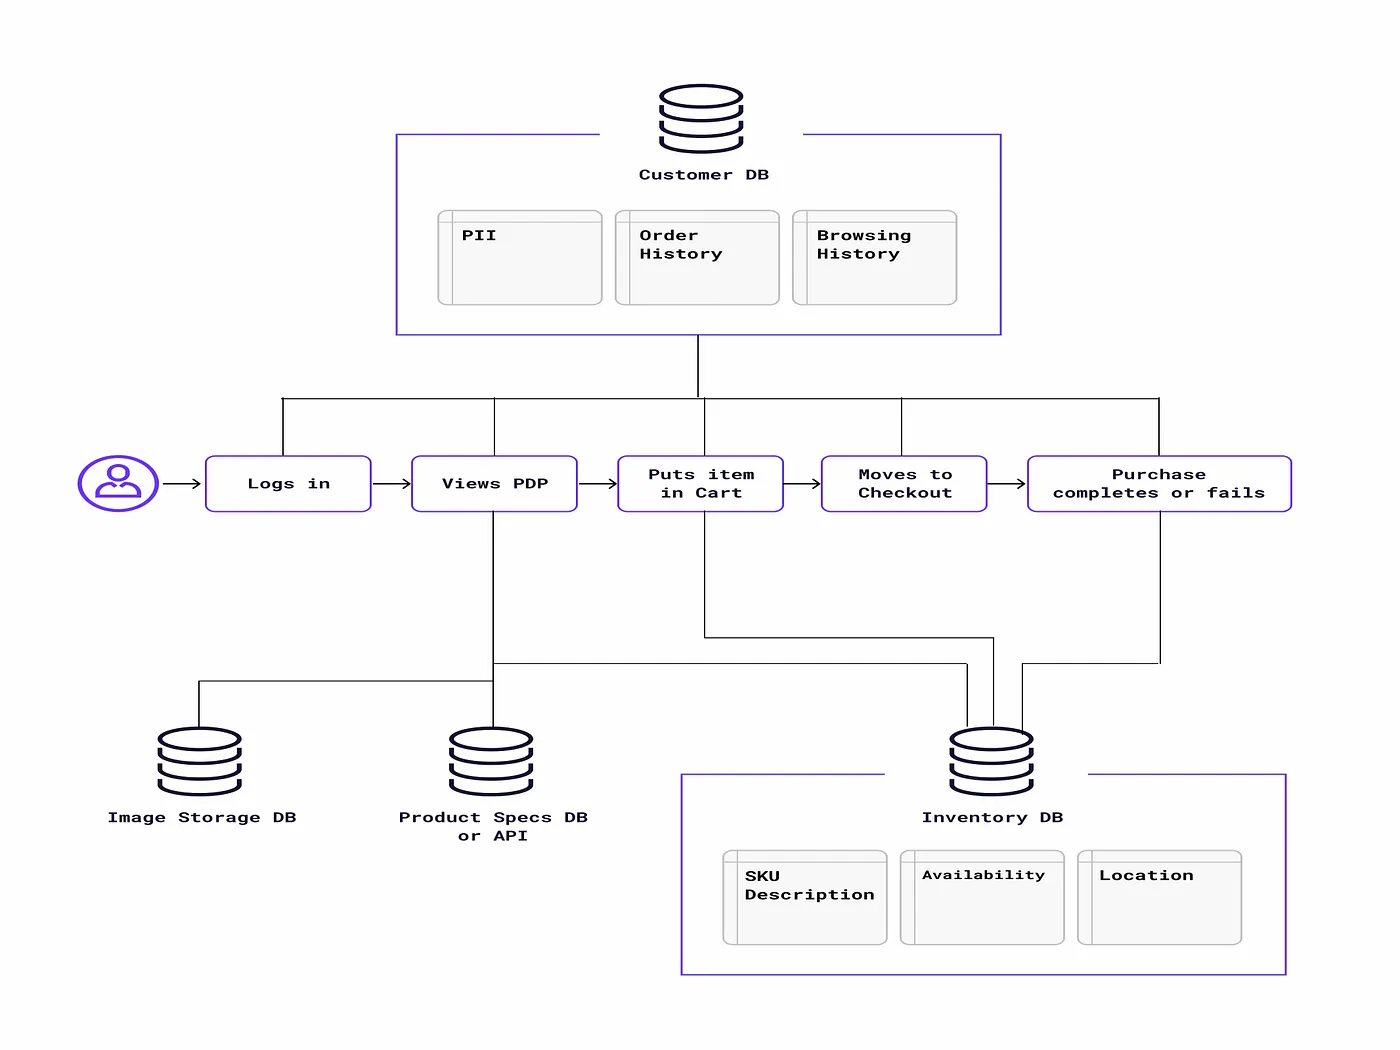 Customer DB
PII
Order
History
Browsing
History
Logs in
Views PDP
Puts item
in Cart
Moves to
Checkout
Purchase
completes or fails
Image Storage DB
Product Specs DB
or API
Inventory DB
SKU
Description
Availability
Location